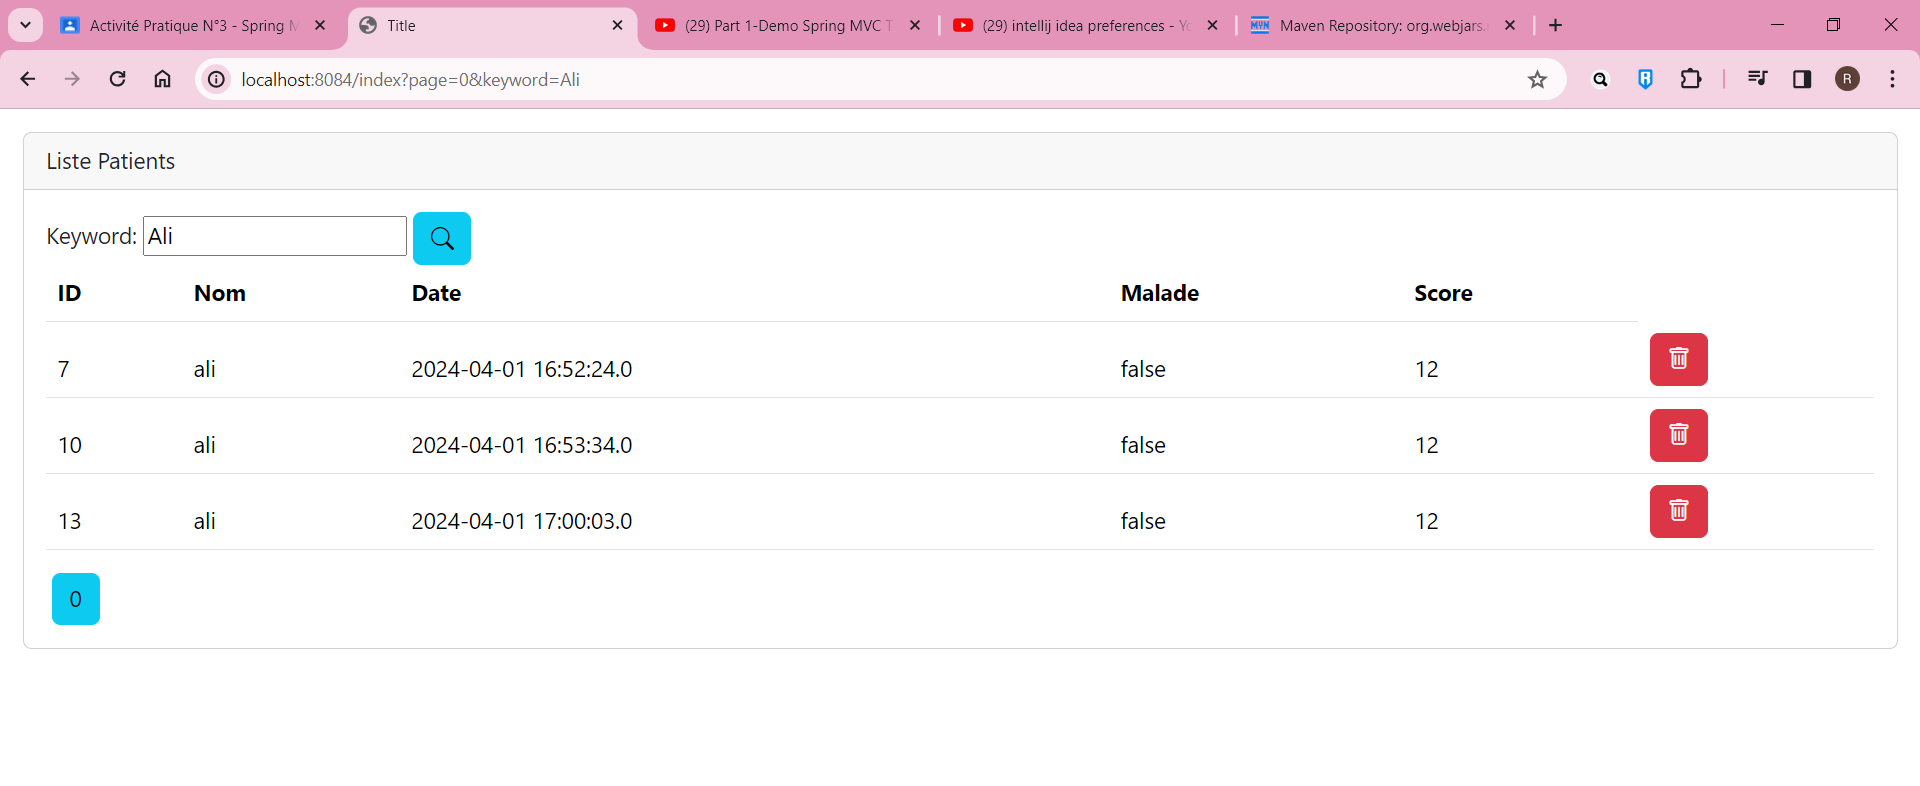 Activité Pratique N°3 - Spring M
Title
(29) Part 1-Demo Spring MVC T
(29) intellij idea preferences - Yo
Maven Repository: org.webjars.
localhost:8084/index?page=0&keyword=Ali
R
Liste Patients
Keyword: Ali
ID Nom Date Malade Score
7 ali 2024-04-01 16:52:24.0 false 12
10 ali 2024-04-01 16:53:34.0 false 12
13 ali 2024-04-01 17:00:03.0 false 12
0